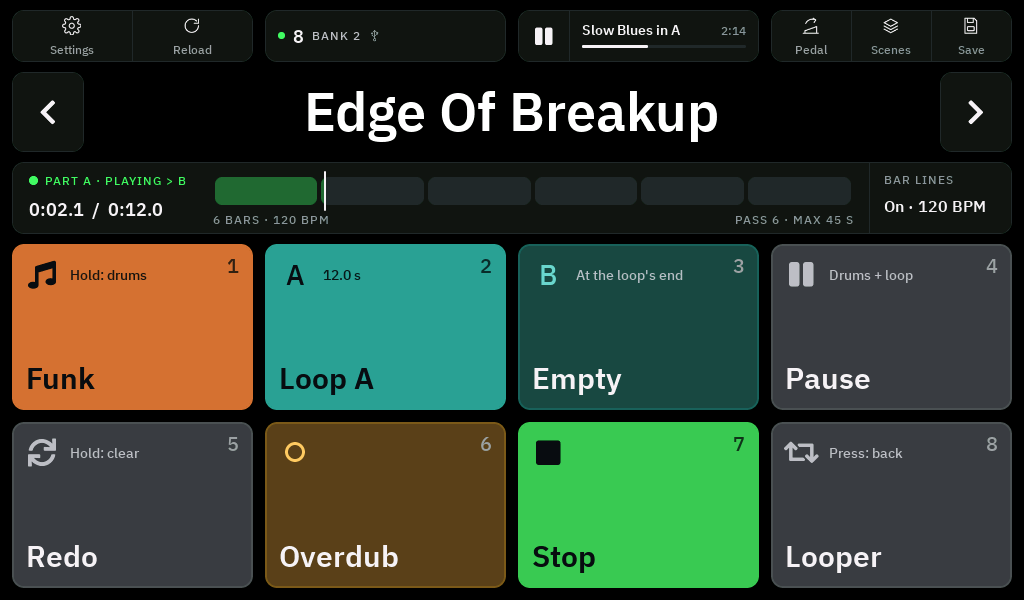 Settings
Reload
8 BANK 2
Slow Blues in A 2:14
Pedal
Scenes
Save
Edge Of Breakup
PART A · PLAYING > B
0:02.1 / 0:12.0
6 BARS · 120 BPM
PASS 6 · MAX 45 S
BAR LINES
On · 120 BPM
Hold: drums 1
Funk
A 12.0 s 2
Loop A
B At the loop's end 3
Empty
Drums + loop 4
Pause
Hold: clear 5
Redo
6
Overdub
7
Stop
Press: back 8
Looper